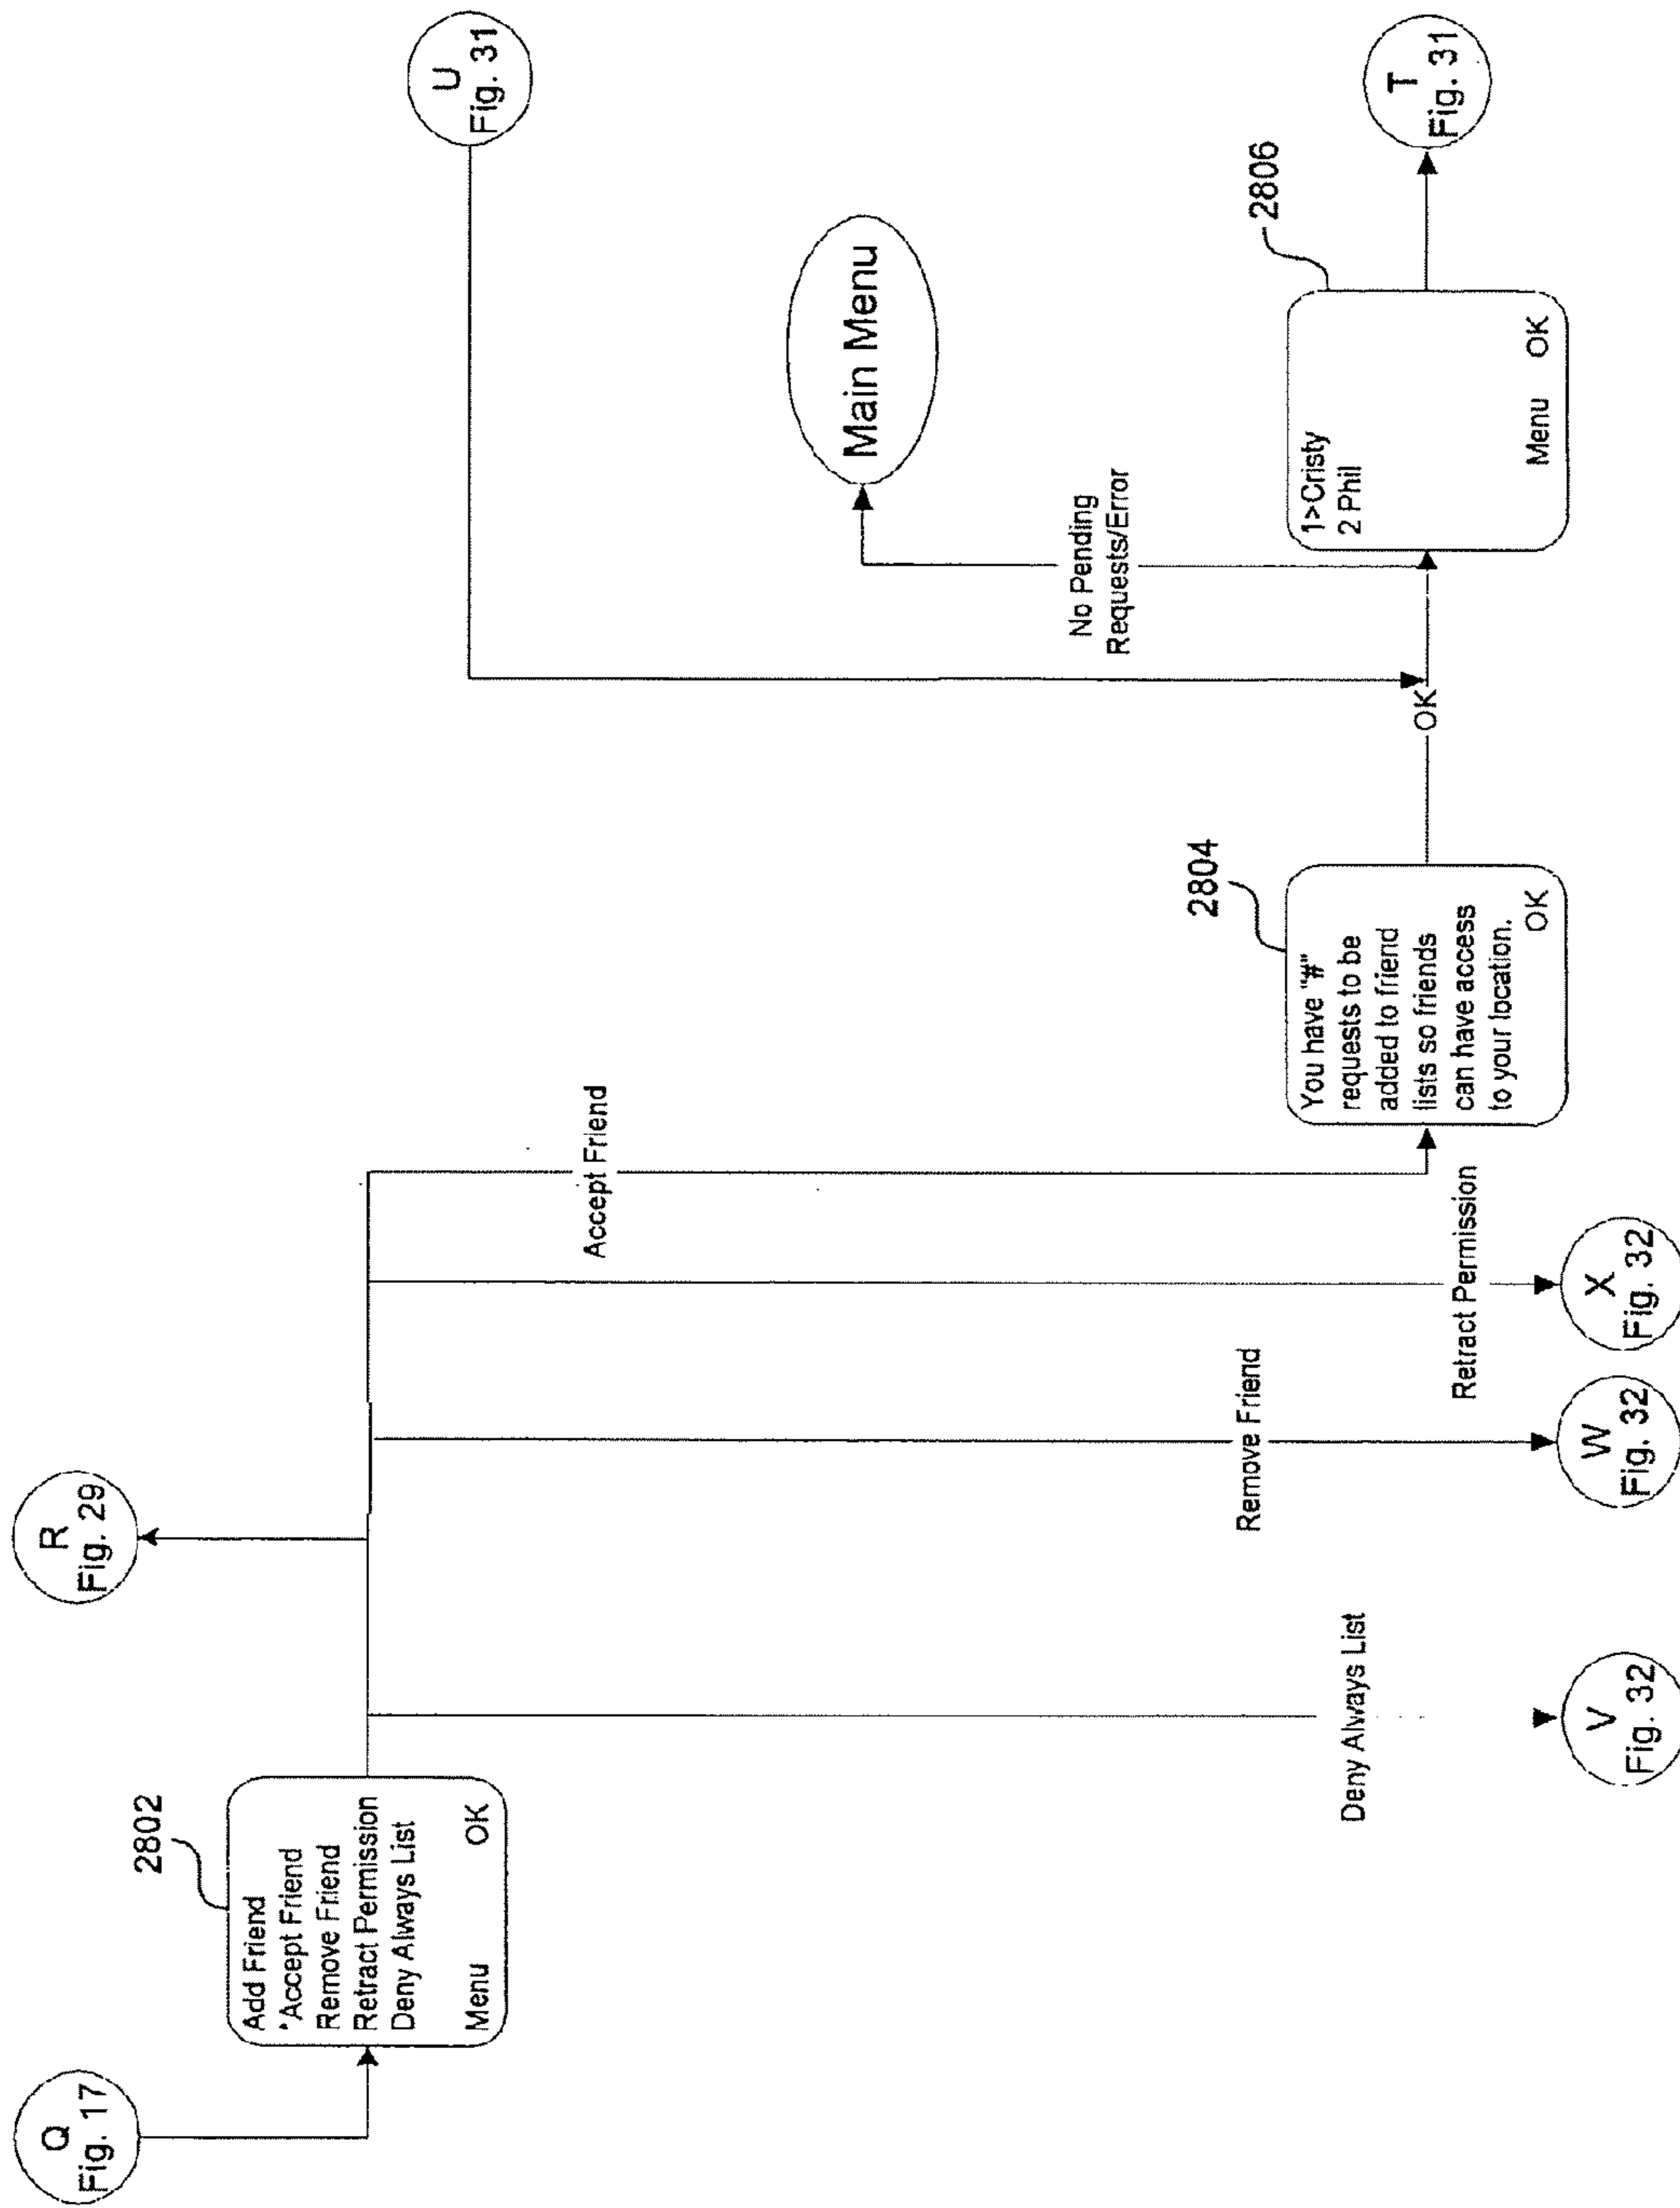 Q
Fig. 17
2802
Add Friend
*Accept Friend
Remove Friend
Retract Permission
Deny Always List
Menu OK
R
Fig. 29
Deny Always List
V
Fig. 32
Remove Friend
W
Fig. 32
Retract Permission
X
Fig. 32
Accept Friend
2804
You have "#"
requests to be
added to friend
lists so friends
can have access
to your location.
OK
OK
No Pending
Requests/Error
Main Menu
U
Fig. 31
2806
1>Cristy
2 Phil
Menu OK
T
Fig. 31